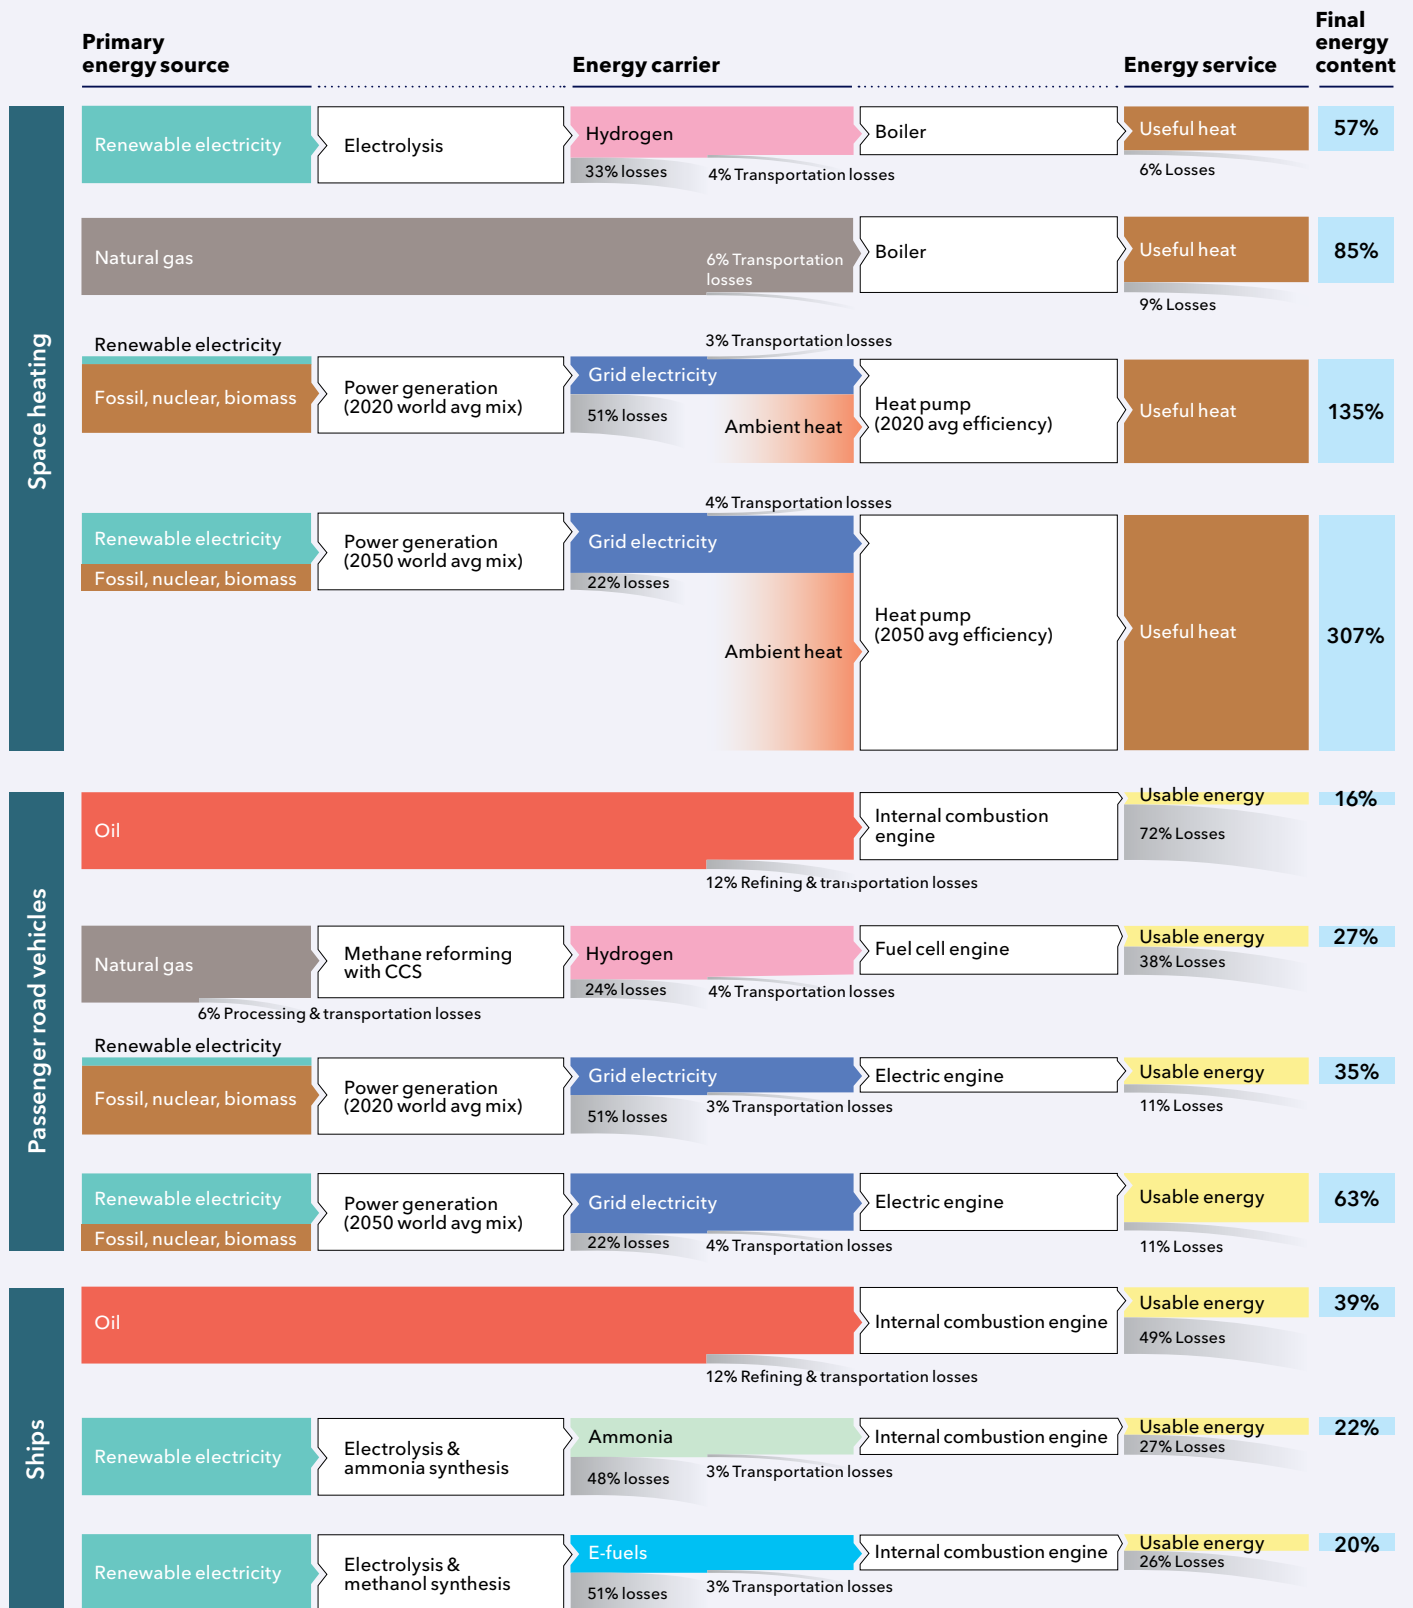 Primary
energy source
Energy carrier
Energy service
Final
energy
content
Space heating
Renewable electricity
Electrolysis
Hydrogen
33% losses
4% Transportation losses
Boiler
Useful heat
6% Losses
57%
Natural gas
6% Transportation
losses
Boiler
Useful heat
9% Losses
85%
Renewable electricity
Fossil, nuclear, biomass
Power generation
(2020 world avg mix)
3% Transportation losses
Grid electricity
51% losses
Ambient heat
Heat pump
(2020 avg efficiency)
Useful heat
135%
Renewable electricity
Fossil, nuclear, biomass
Power generation
(2050 world avg mix)
4% Transportation losses
Grid electricity
22% losses
Ambient heat
Heat pump
(2050 avg efficiency)
Useful heat
307%
Passenger road vehicles
Oil
12% Refining & transportation losses
Internal combustion
engine
Usable energy
72% Losses
16%
Natural gas
6% Processing & transportation losses
Methane reforming
with CCS
Hydrogen
24% losses
4% Transportation losses
Fuel cell engine
Usable energy
38% Losses
27%
Renewable electricity
Fossil, nuclear, biomass
Power generation
(2020 world avg mix)
Grid electricity
51% losses
3% Transportation losses
Electric engine
Usable energy
11% Losses
35%
Renewable electricity
Fossil, nuclear, biomass
Power generation
(2050 world avg mix)
Grid electricity
22% losses
4% Transportation losses
Electric engine
Usable energy
11% Losses
63%
Ships
Oil
12% Refining & transportation losses
Internal combustion engine
Usable energy
49% Losses
39%
Renewable electricity
Electrolysis &
ammonia synthesis
Ammonia
48% losses
3% Transportation losses
Internal combustion engine
Usable energy
27% Losses
22%
Renewable electricity
Electrolysis &
methanol synthesis
E-fuels
51% losses
3% Transportation losses
Internal combustion engine
Usable energy
26% Losses
20%